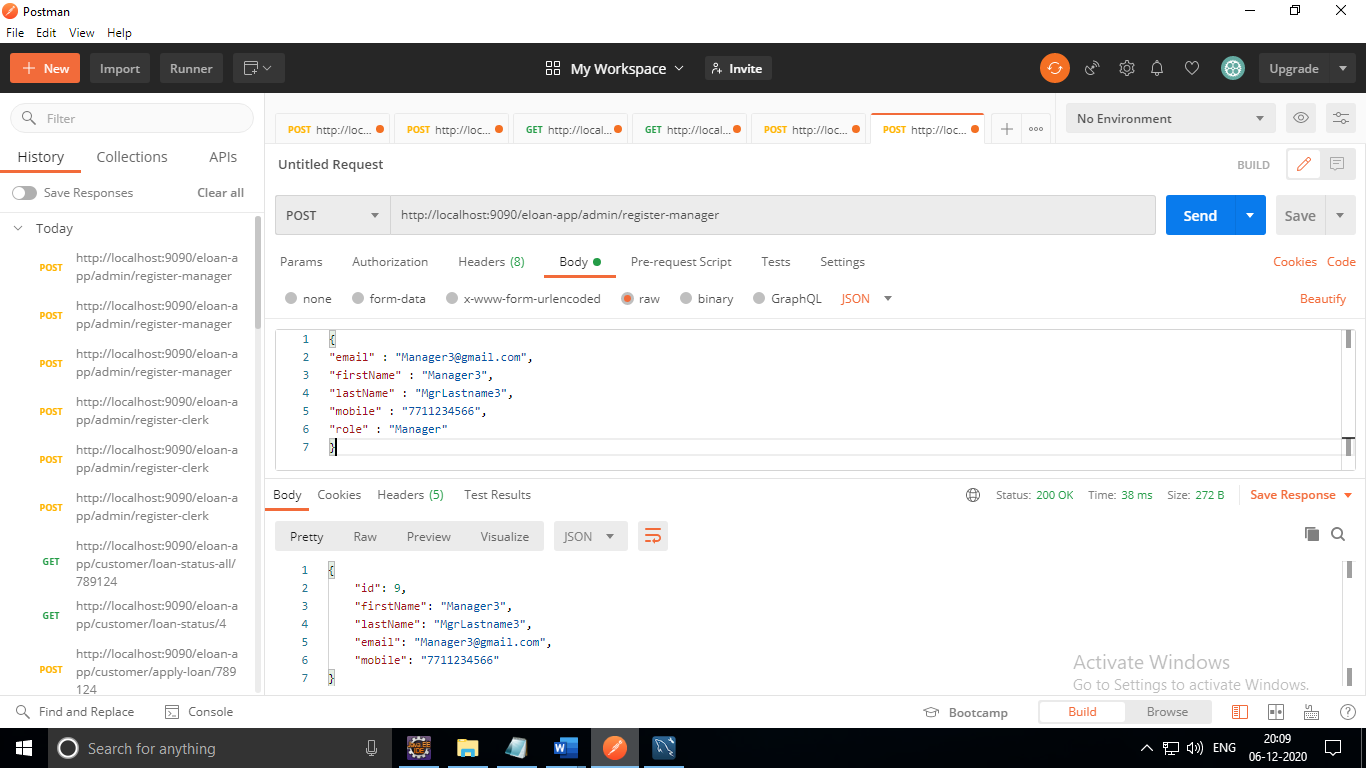 Postman
File Edit View Help
New Import Runner My Workspace Invite Upgrade
Filter
History Collections APIs
Save Responses Clear all
Today
POST http://localhost:9090/eloan-a
pp/admin/register-manager
POST http://localhost:9090/eloan-a
pp/admin/register-manager
POST http://localhost:9090/eloan-a
pp/admin/register-manager
POST http://localhost:9090/eloan-a
pp/admin/register-clerk
POST http://localhost:9090/eloan-a
pp/admin/register-clerk
POST http://localhost:9090/eloan-a
pp/admin/register-clerk
GET http://localhost:9090/eloan-a
pp/customer/loan-status-all/
789124
GET http://localhost:9090/eloan-a
pp/customer/loan-status/4
POST http://localhost:9090/eloan-a
pp/customer/apply-loan/789
124
POST http://loc... POST http://loc... GET http://local... GET http://local... POST http://loc... POST http://loc... No Environment
Untitled Request BUILD
POST http://localhost:9090/eloan-app/admin/register-manager Send Save
Params Authorization Headers (8) Body Pre-request Script Tests Settings Cookies Code
none form-data x-www-form-urlencoded raw binary GraphQL JSON Beautify
1 {
2 "email" : "Manager3@gmail.com",
3 "firstName" : "Manager3",
4 "lastName" : "MgrLastname3",
5 "mobile" : "7711234566",
6 "role" : "Manager"
7 }
Body Cookies Headers (5) Test Results Status: 200 OK Time: 38 ms Size: 272 B Save Response
Pretty Raw Preview Visualize JSON
1 {
2 "id": 9,
3 "firstName": "Manager3",
4 "lastName": "MgrLastname3",
5 "email": "Manager3@gmail.com",
6 "mobile": "7711234566"
7 }
Activate Windows
Go to Settings to activate Windows.
Find and Replace Console Bootcamp Build Browse
Search for anything ENG 20:09
06-12-2020